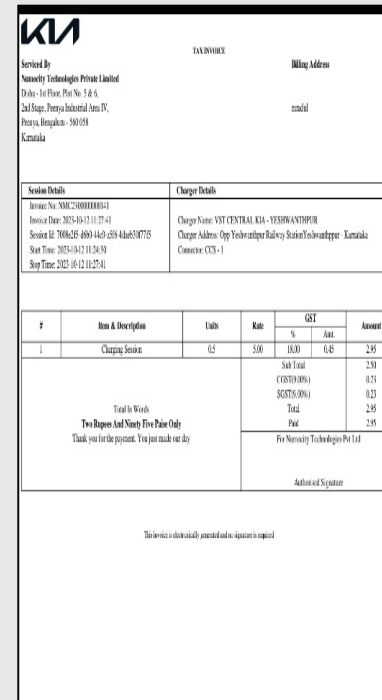 KIA
TAX INVOICE
Serviced By
Billing Address
Numocity Technologies Private Limited
Disha - 1st Floor, Plot No. 5 & 6,
2nd Stage, Peenya Industrial Area IV,
Peenya, Bengaluru - 560 058
Karnataka
Session Details
Charger Details
Invoice Date: 2023-10-12 11:27:41
Charger Name: VST CENTRAL KIA - YESHWANTHPUR
Session Id:
Charger Address: Opp Yeshwanthpur Railway Station Yeshwanthpur - Karnataka
Start Time: 2023-10-12 11:24:30
Connector: CCS - 1
Stop Time: 2023-10-12 11:27:41
# Item & Description Units Rate GST Amount
% Amt.
1 Charging Session 0.5 5.00 18.00 0.45 2.95
Sub Total 2.50
CGST(9.00%) 0.23
SGST(9.00%) 0.23
Total In Words
Total 2.95
Two Rupees And Ninety Five Paise Only
Paid 2.95
Thank you for the payment. You just made our day
For Numocity Technologies Pvt Ltd
Authorised Signature
This invoice is electronically generated and no signature is required